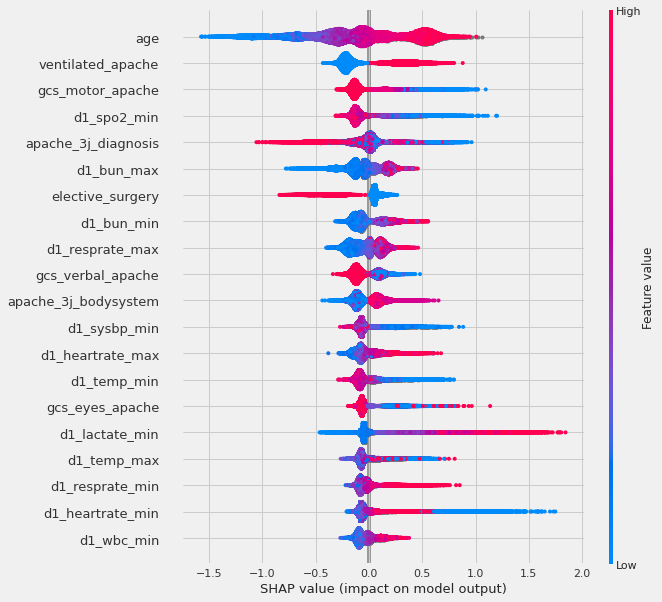 High
age
ventilated_apache
gcs_motor_apache
d1_spo2_min
apache_3j_diagnosis
d1_bun_max
elective_surgery
d1_bun_min
d1_resprate_max
gcs_verbal_apache
apache_3j_bodysystem
d1_sysbp_min
d1_heartrate_max
d1_temp_min
gcs_eyes_apache
d1_lactate_min
d1_temp_max
d1_resprate_min
d1_heartrate_min
d1_wbc_min
Feature value
Low
−1.5 −1.0 −0.5 0.0 0.5 1.0 1.5 2.0
SHAP value (impact on model output)